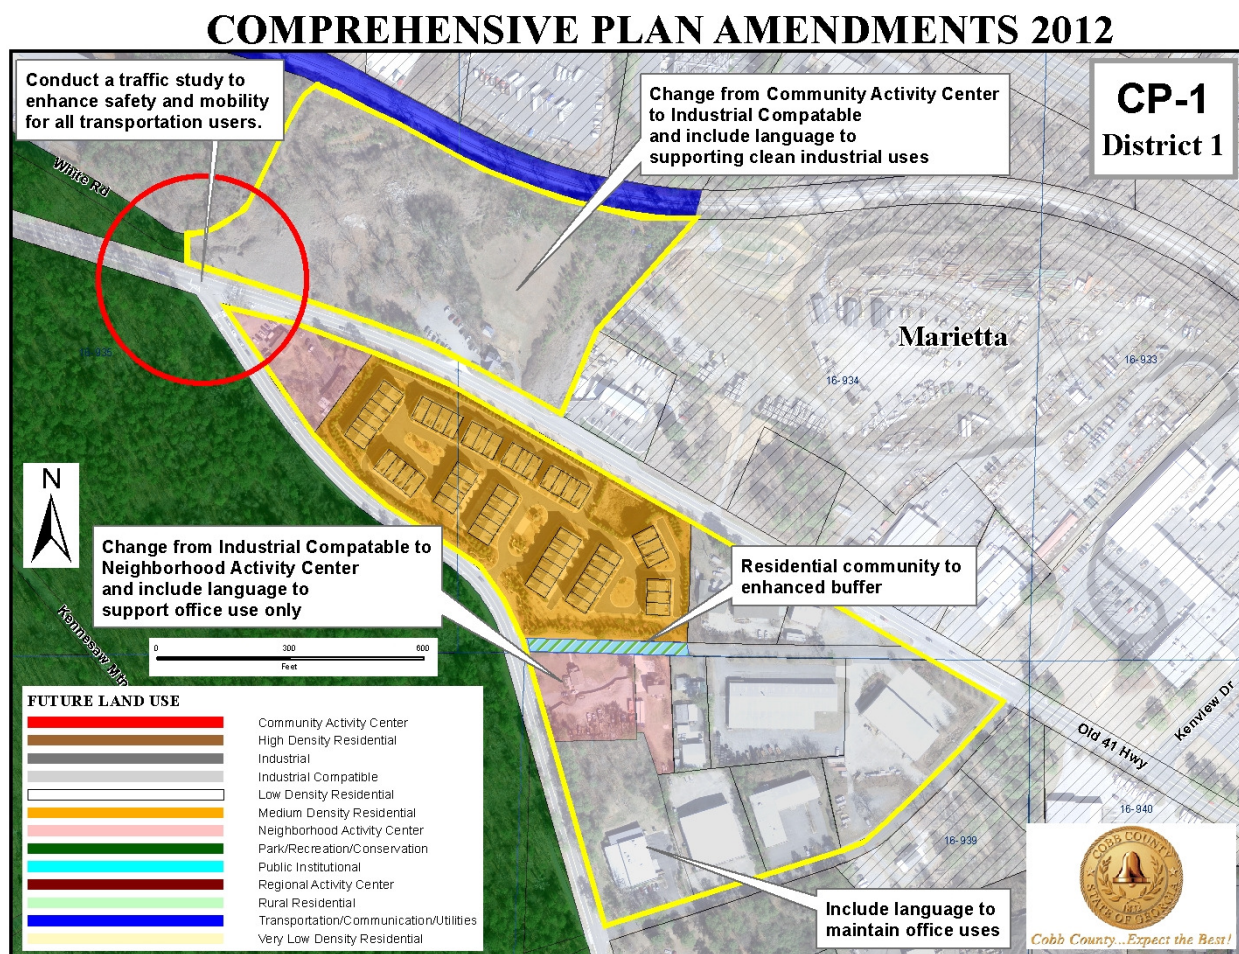 COMPREHENSIVE PLAN AMENDMENTS 2012
Conduct a traffic study to
enhance safety and mobility
for all transportation users.
Change from Community Activity Center
to Industrial Compatable
and include language to
supporting clean industrial uses
CP-1
District 1
White Rd
Marietta
16-935
16-934
16-933
N
Change from Industrial Compatable to
Neighborhood Activity Center
and include language to
support office use only
Residential community to
enhanced buffer
Kennesaw Mtn
0 300 600
Feet
Old 41 Hwy
Kenview Dr
16-940
16-939
FUTURE LAND USE
Community Activity Center
High Density Residential
Industrial
Industrial Compatible
Low Density Residential
Medium Density Residential
Neighborhood Activity Center
Park/Recreation/Conservation
Public Institutional
Regional Activity Center
Rural Residential
Transportation/Communication/Utilities
Very Low Density Residential
Include language to
maintain office uses
COBB COUNTY
STATE OF GEORGIA
Cobb County...Expect the Best!